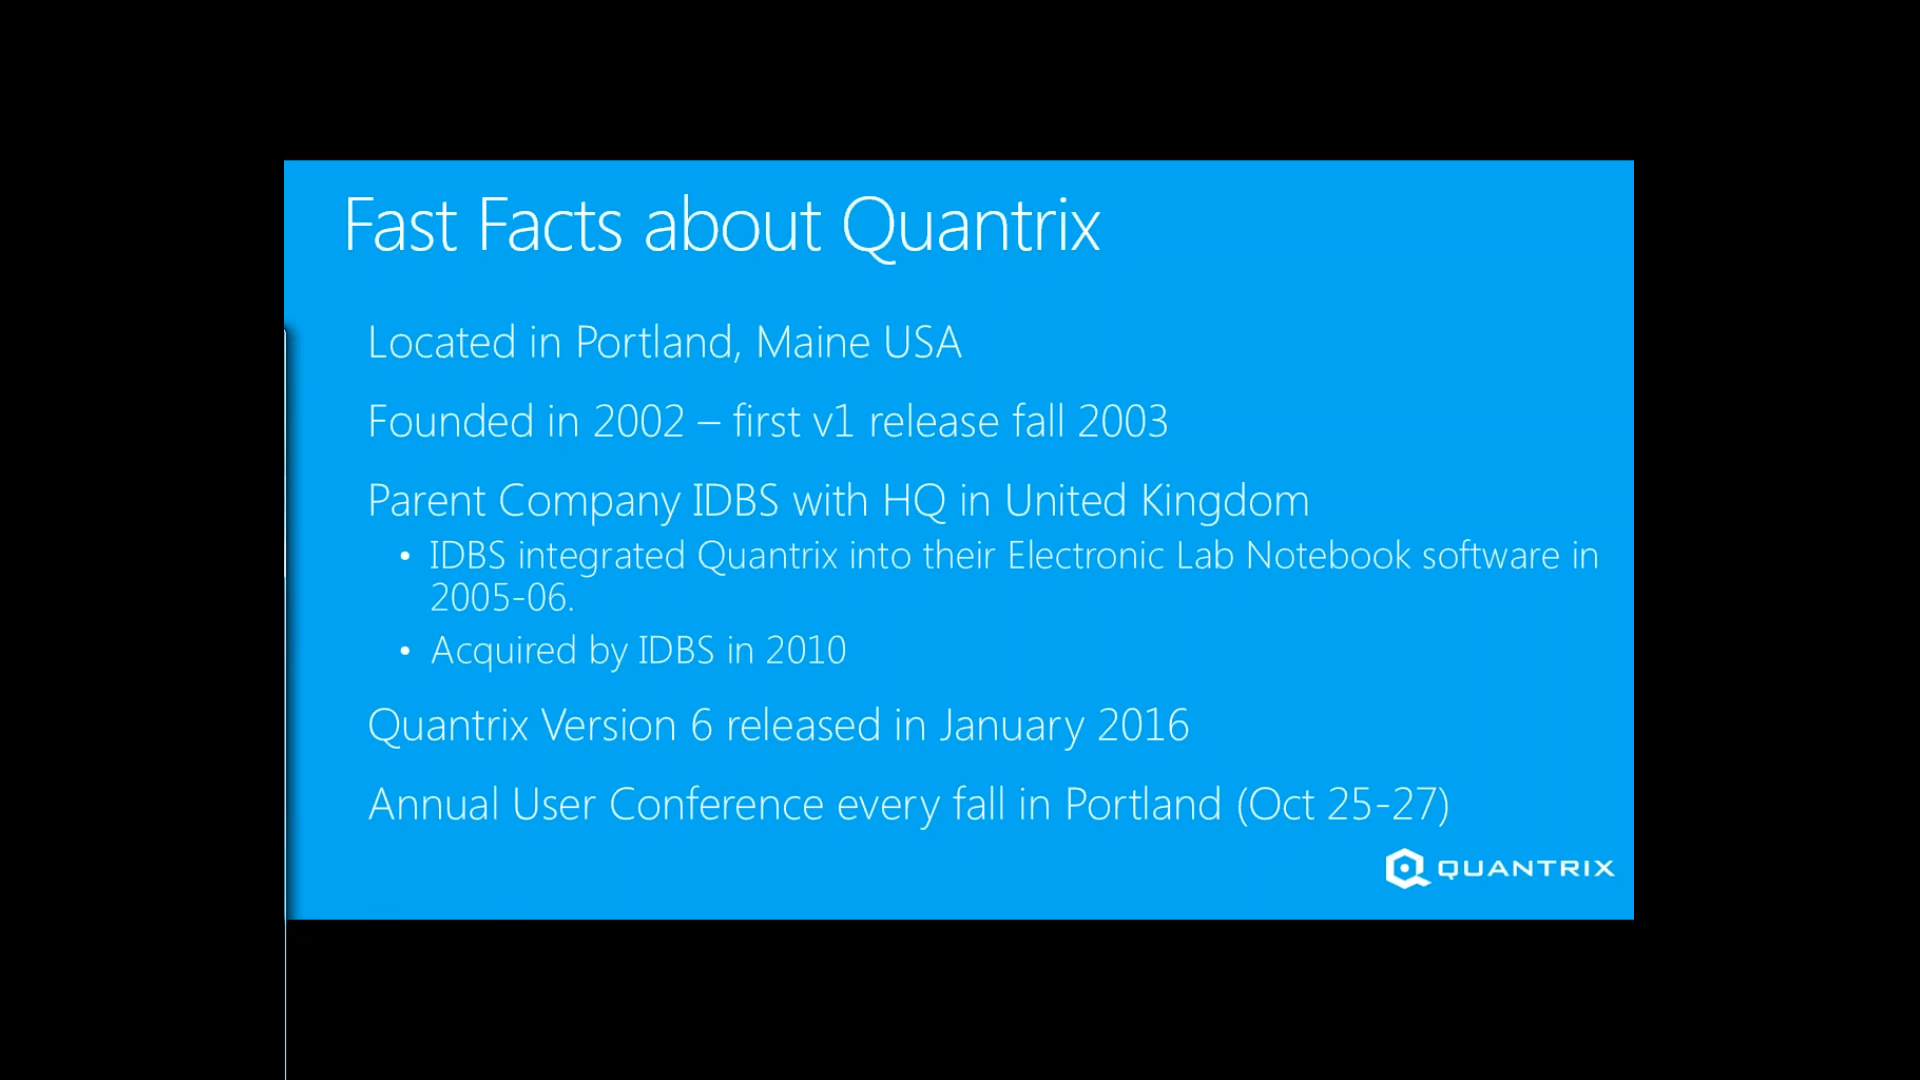 Fast Facts about Quantrix
Located in Portland, Maine USA
Founded in 2002 – first v1 release fall 2003
Parent Company IDBS with HQ in United Kingdom
• IDBS integrated Quantrix into their Electronic Lab Notebook software in
2005-06.
• Acquired by IDBS in 2010
Quantrix Version 6 released in January 2016
Annual User Conference every fall in Portland (Oct 25-27)
QUANTRIX